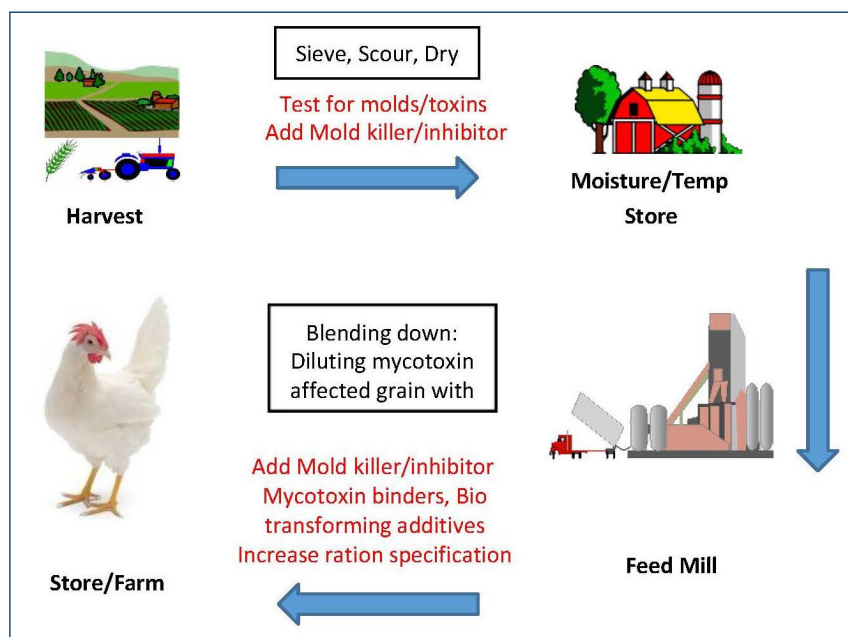 Sieve, Scour, Dry
Test for molds/toxins
Add Mold killer/inhibitor
Harvest
Moisture/Temp
Store
Blending down:
Diluting mycotoxin
affected grain with
Add Mold killer/inhibitor
Mycotoxin binders, Bio
transforming additives
Increase ration specification
Feed Mill
Store/Farm